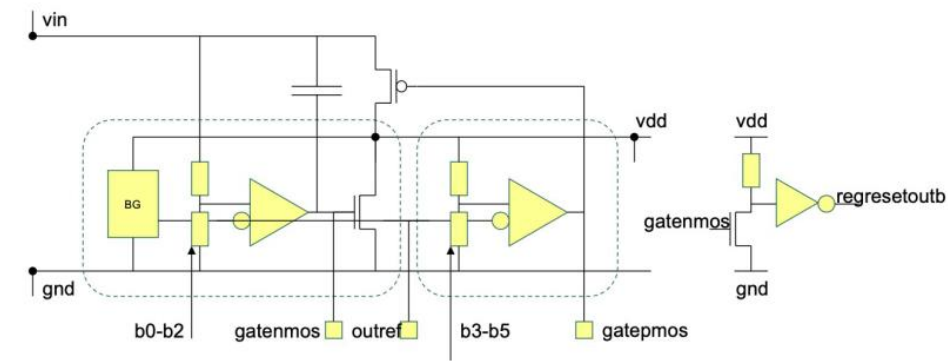 vin
vdd
vdd
BG
regresetoutb
gatenmos
gnd
gnd
b0-b2
gatenmos
outref
b3-b5
gatepmos